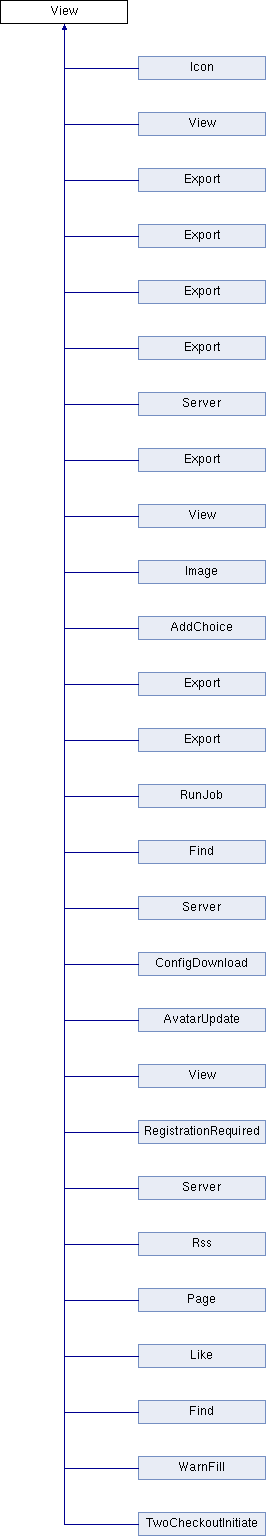 View
Icon
View
Export
Export
Export
Export
Server
Export
View
Image
AddChoice
Export
Export
RunJob
Find
Server
ConfigDownload
AvatarUpdate
View
RegistrationRequired
Server
Rss
Page
Like
Find
WarnFill
TwoCheckoutInitiate